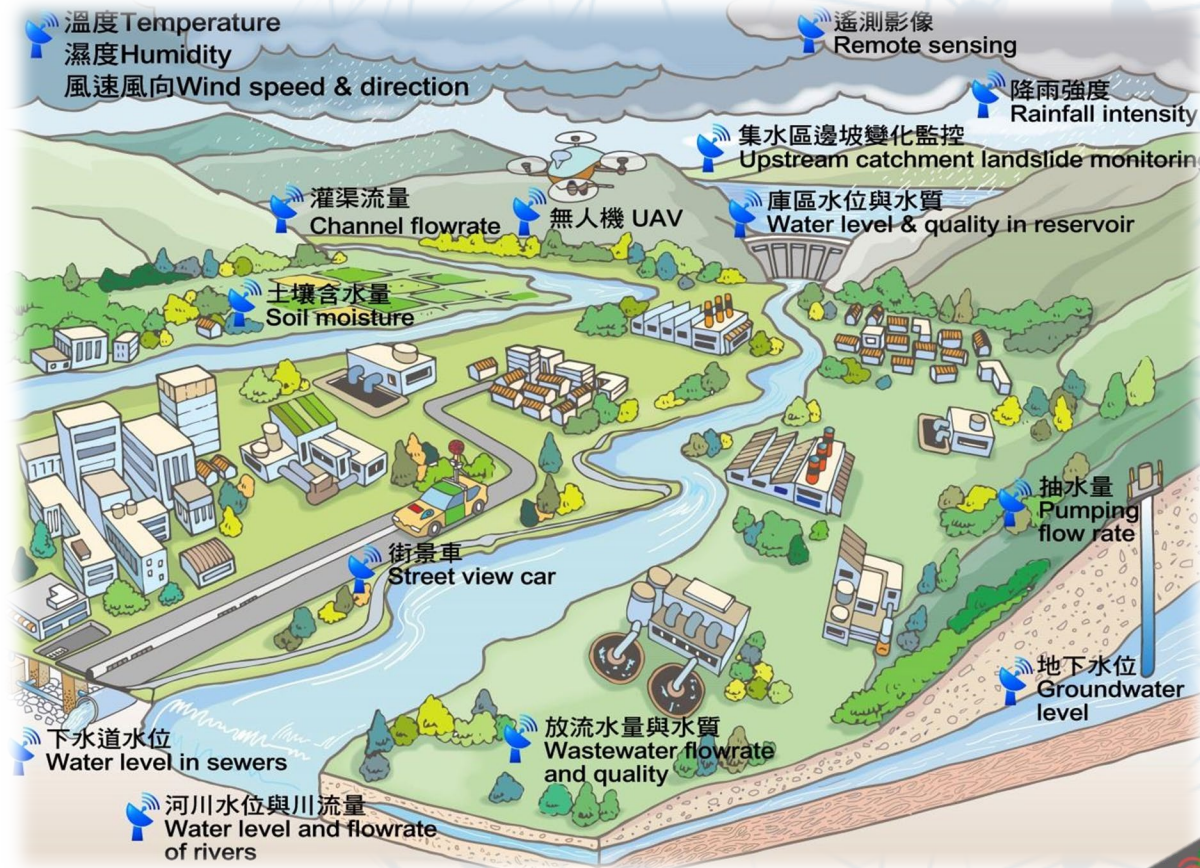 溫度Temperature
濕度Humidity
風速風向Wind speed & direction
遙測影像
Remote sensing
降雨強度
Rainfall intensity
集水區邊坡變化監控
Upstream catchment landslide monitorin
灌渠流量
Channel flowrate
無人機 UAV
庫區水位與水質
Water level & quality in reservoir
土壤含水量
Soil moisture
抽水量
Pumping
flow rate
街景車
Street view car
地下水位
Groundwater
level
下水道水位
Water level in sewers
放流水量與水質
Wastewater flowrate
and quality
河川水位與川流量
Water level and flowrate
of rivers